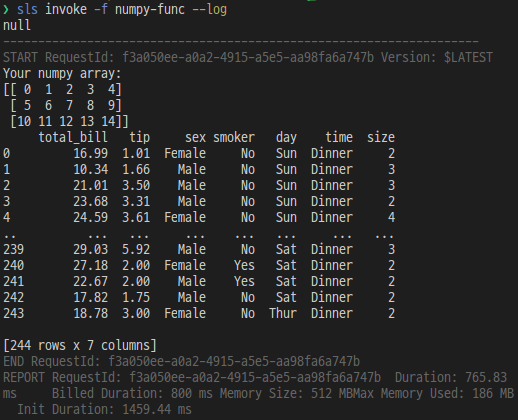 ❯ sls invoke -f numpy-func --log
null
--------------------------------------------------------------------
START RequestId: f3a050ee-a0a2-4915-a5e5-aa98fa6a747b Version: $LATEST
Your numpy array:
[[ 0  1  2  3  4]
 [ 5  6  7  8  9]
 [10 11 12 13 14]]
     total_bill   tip     sex smoker   day    time  size
0         16.99  1.01  Female     No   Sun  Dinner     2
1         10.34  1.66    Male     No   Sun  Dinner     3
2         21.01  3.50    Male     No   Sun  Dinner     3
3         23.68  3.31    Male     No   Sun  Dinner     2
4         24.59  3.61  Female     No   Sun  Dinner     4
..          ...   ...     ...    ...   ...     ...   ...
239       29.03  5.92    Male     No   Sat  Dinner     3
240       27.18  2.00  Female    Yes   Sat  Dinner     2
241       22.67  2.00    Male    Yes   Sat  Dinner     2
242       17.82  1.75    Male     No   Sat  Dinner     2
243       18.78  3.00  Female     No  Thur  Dinner     2

[244 rows x 7 columns]
END RequestId: f3a050ee-a0a2-4915-a5e5-aa98fa6a747b
REPORT RequestId: f3a050ee-a0a2-4915-a5e5-aa98fa6a747b  Duration: 765.83
ms     Billed Duration: 800 ms Memory Size: 512 MBMax Memory Used: 186 MB
  Init Duration: 1459.44 ms